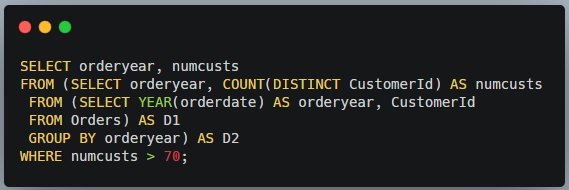 SELECT orderyear, numcusts
FROM (SELECT orderyear, COUNT(DISTINCT CustomerId) AS numcusts
 FROM (SELECT YEAR(orderdate) AS orderyear, CustomerId
 FROM Orders) AS D1
 GROUP BY orderyear) AS D2
WHERE numcusts > 70;